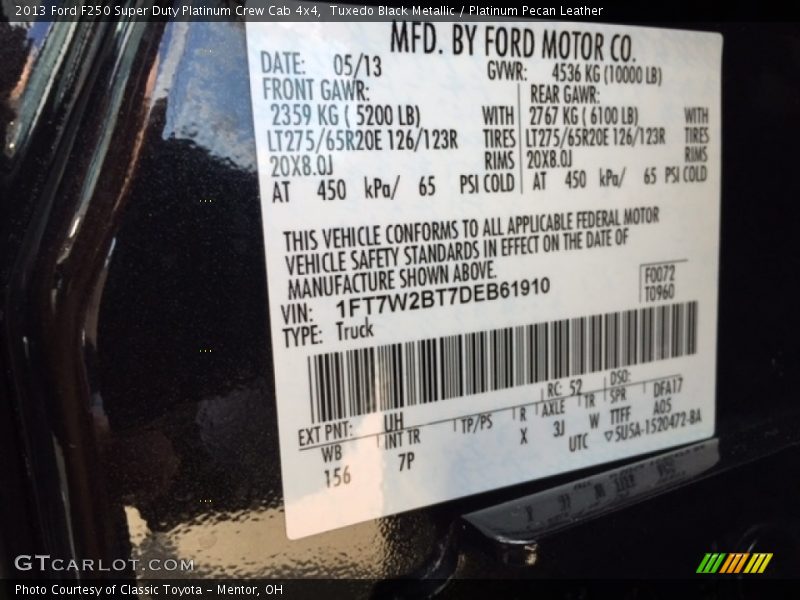 2013 Ford F250 Super Duty Platinum Crew Cab 4x4, Tuxedo Black Metallic / Platinum Pecan Leather
MFD. BY FORD MOTOR CO.
DATE: 05/13 GVWR: 4536 KG (10000 LB)
FRONT GAWR: REAR GAWR:
2359 KG ( 5200 LB) WITH 2767 KG ( 6100 LB) WITH
LT275/65R20E 126/123R TIRES LT275/65R20E 126/123R TIRES
20X8.0J RIMS 20X8.0J RIMS
AT 450 kPa/ 65 PSI COLD AT 450 kPa/ 65 PSI COLD
THIS VEHICLE CONFORMS TO ALL APPLICABLE FEDERAL MOTOR
VEHICLE SAFETY STANDARDS IN EFFECT ON THE DATE OF
MANUFACTURE SHOWN ABOVE.
F0072
T0960
VIN: 1FT7W2BT7DEB61910
TYPE: Truck
EXT PNT: UH RC: 52 DSO:
WB INT TR TP/PS R AXLE TR SPR DFA17
156 7P X 3J W TTFF A05
UTC ▽5U5A-1520472-BA
GTCARLOT.COM
Photo Courtesy of Classic Toyota - Mentor, OH